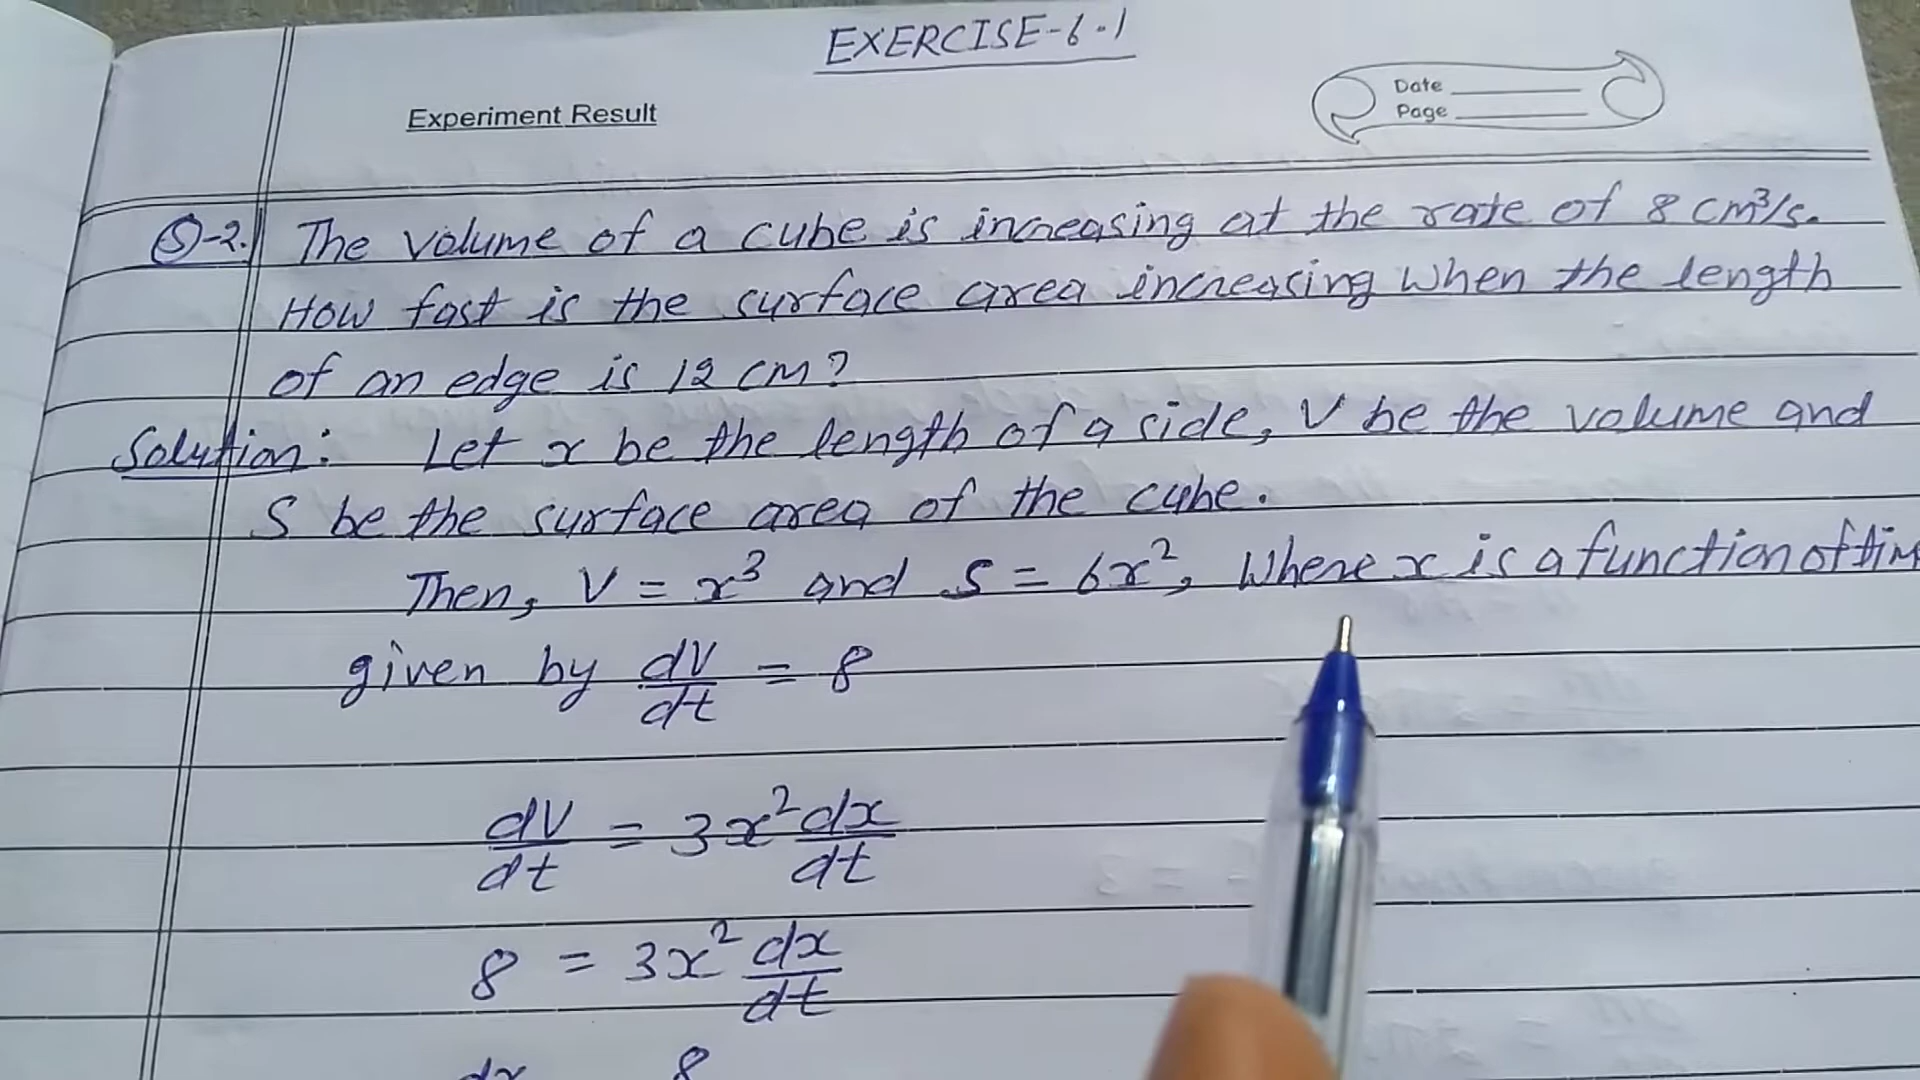 EXERCISE-6.1
Experiment Result
Date
Page
Q-2. The volume of a cube is increasing at the rate of 8 cm³/s.
How fast is the surface area increasing when the length
of an edge is 12 cm?
Solution: Let x be the length of a side, V be the volume and
S be the surface area of the cube.
Then, V = x³ and S = 6x², where x is a function of tim
given by dV/dt = 8
dV/dt = 3x² dx/dt
8 = 3x² dx/dt
dx 8